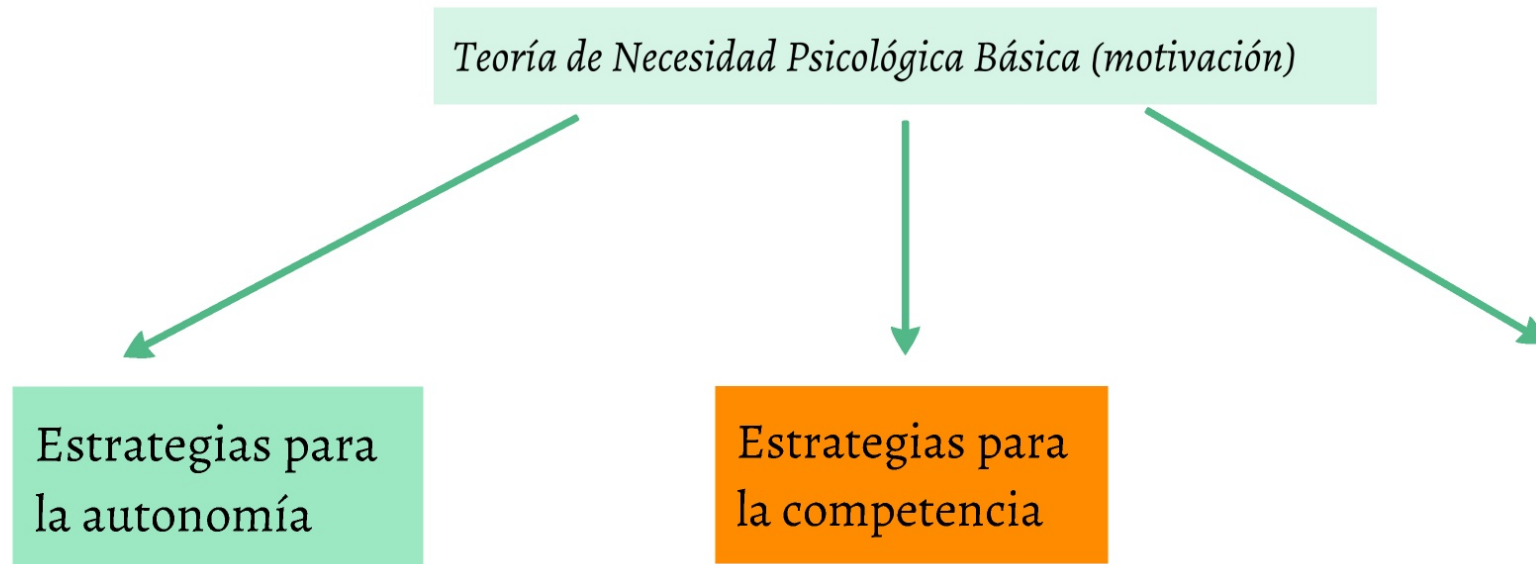 Teoría de Necesidad Psicológica Básica (motivación)
Estrategias para
la autonomía
Estrategias para
la competencia